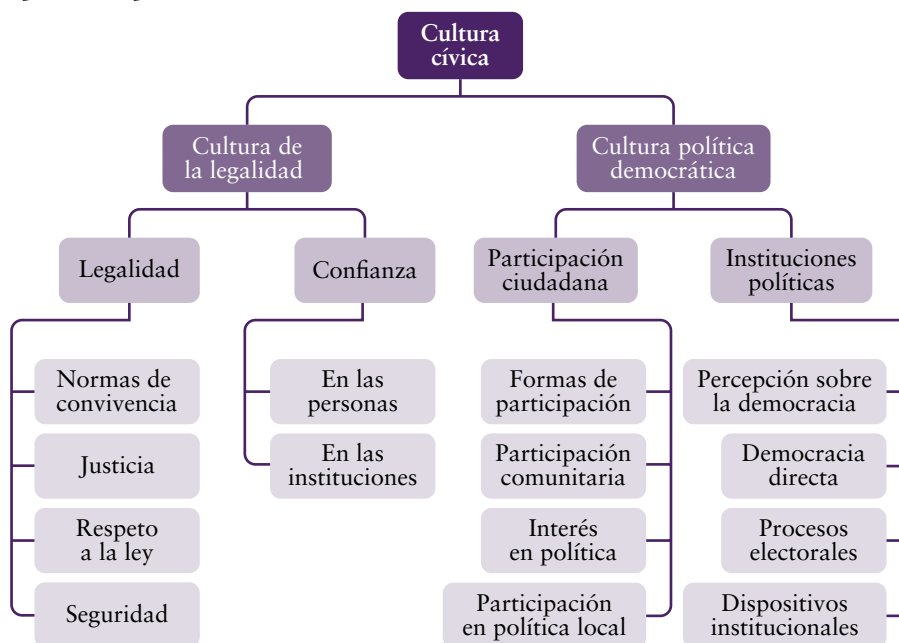 Cultura
cívica
Cultura de
la legalidad
Cultura política
democrática
Legalidad
Confianza
Participación
ciudadana
Instituciones
políticas
Normas de
convivencia
Justicia
Respeto
a la ley
Seguridad
En las
personas
En las
instituciones
Formas de
participación
Participación
comunitaria
Interés
en política
Participación
en política local
Percepción sobre
la democracia
Democracia
directa
Procesos
electorales
Dispositivos
institucionales